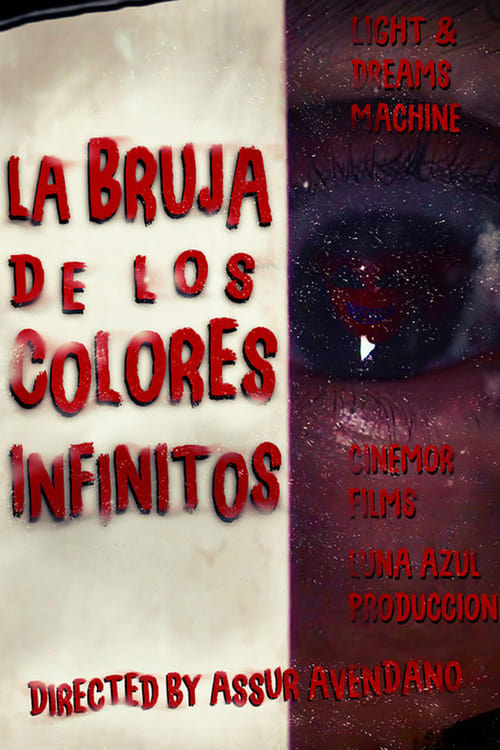 LIGHT &
DREAMS
MACHINE
LA BRUJA
DE LOS
COLORES
INFINITOS
CINEMOR
FILMS
LUNA AZUL
PRODUCCION
DIRECTED BY ASSUR AVENDANO